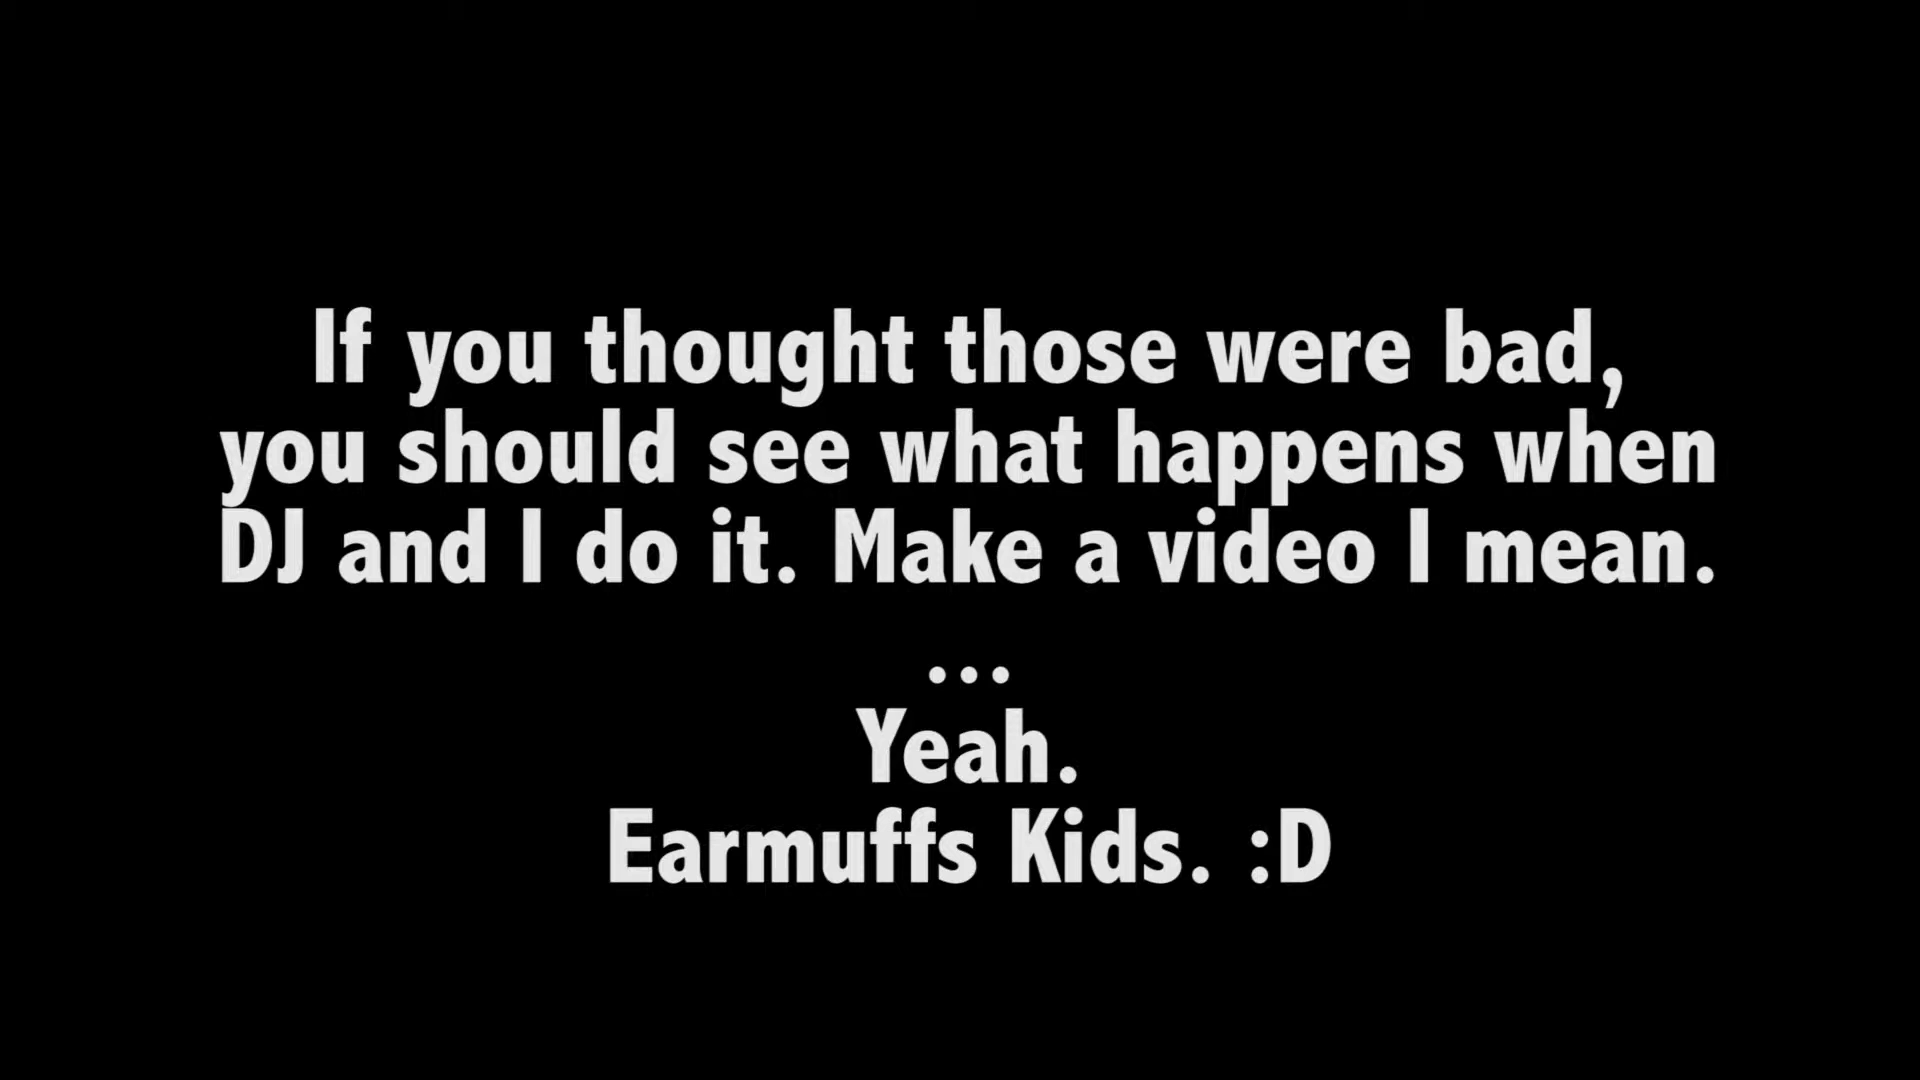 If you thought those were bad,
you should see what happens when
DJ and I do it. Make a video I mean.
...
Yeah.
Earmuffs Kids. :D